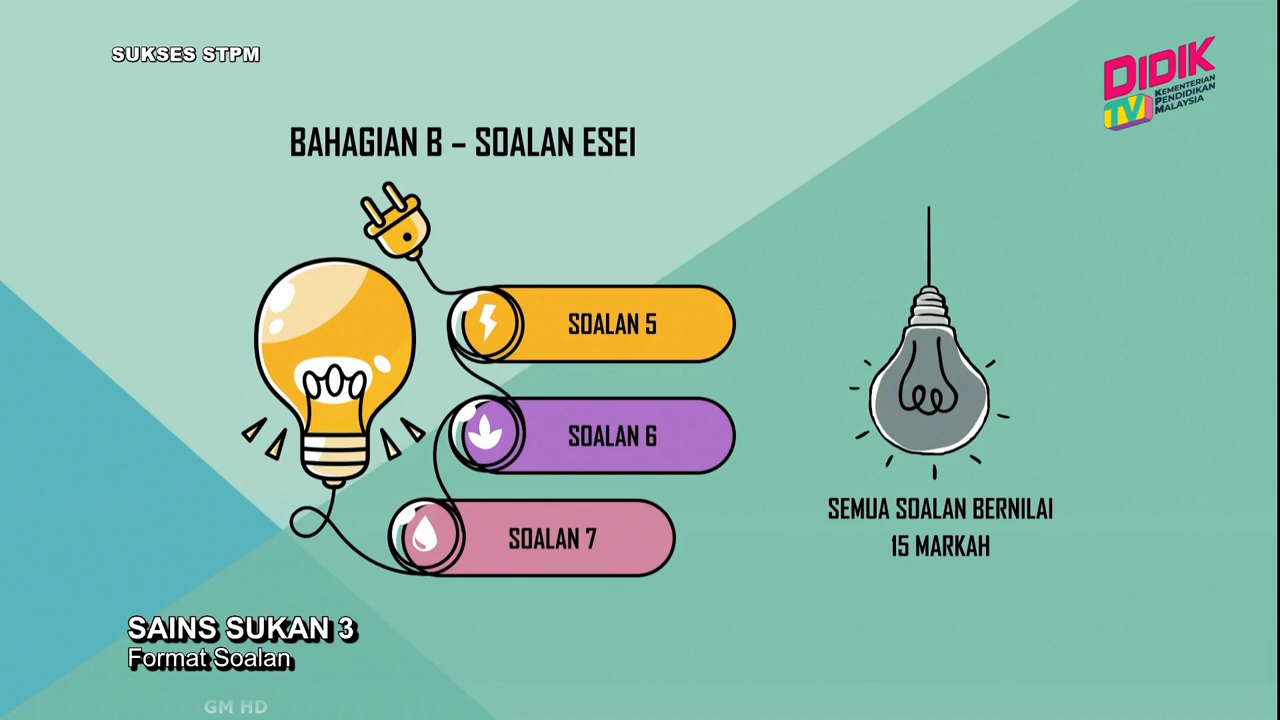 SUKSES STPM
DIDIK
TV
KEMENTERIAN
PENDIDIKAN
MALAYSIA
BAHAGIAN B – SOALAN ESEI
SOALAN 5
SOALAN 6
SOALAN 7
SEMUA SOALAN BERNILAI
15 MARKAH
SAINS SUKAN 3
Format Soalan
GM HD